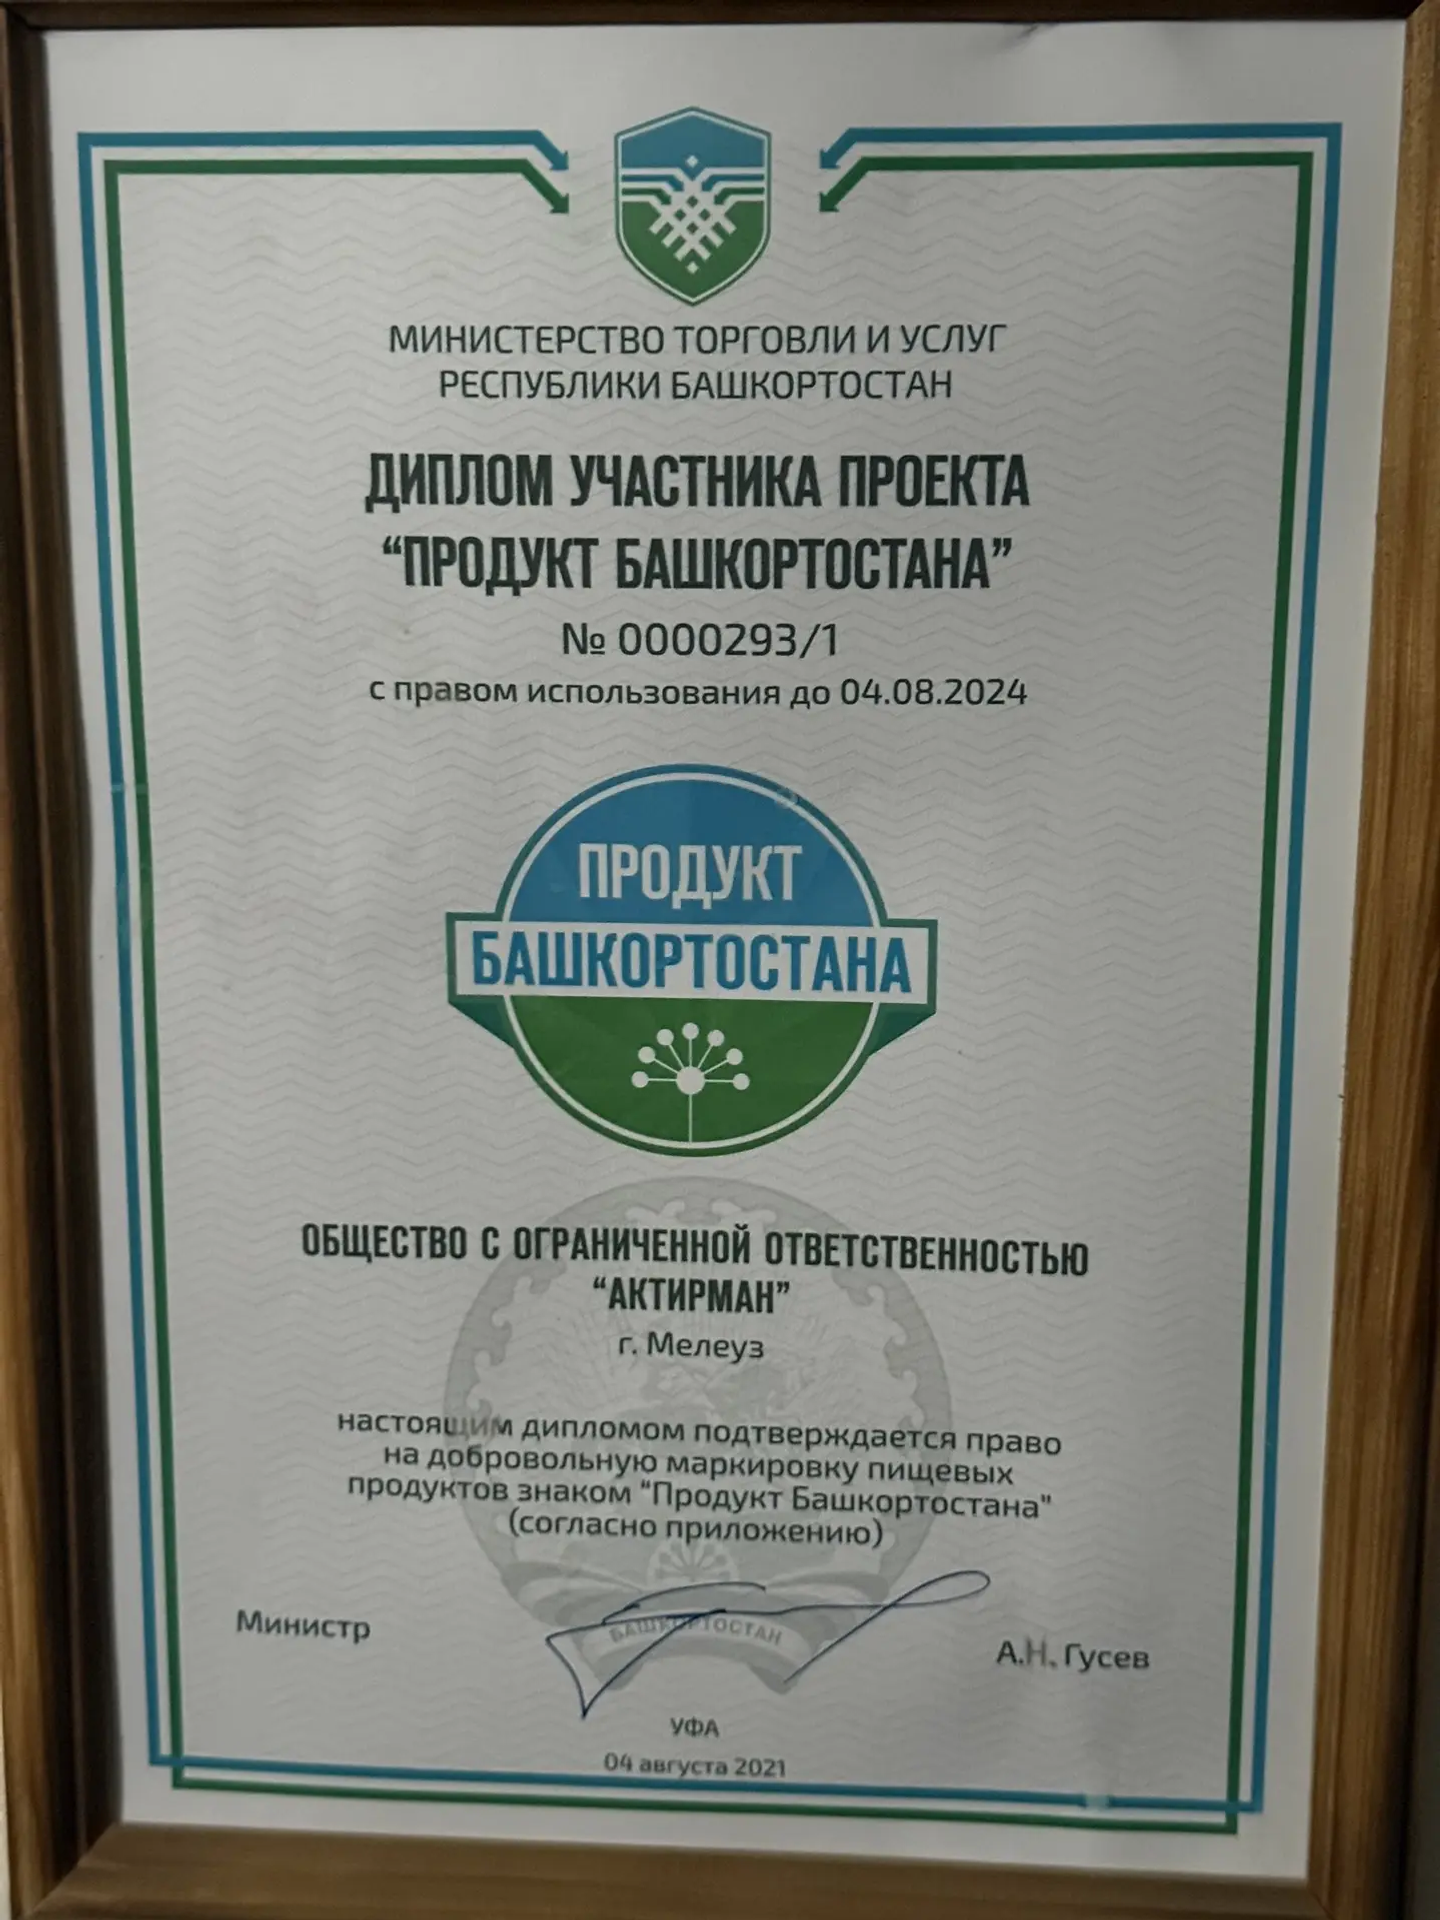 МИНИСТЕРСТВО ТОРГОВЛИ И УСЛУГ
РЕСПУБЛИКИ БАШКОРТОСТАН
ДИПЛОМ УЧАСТНИКА ПРОЕКТА
“ПРОДУКТ БАШКОРТОСТАНА”
№ 0000293/1
с правом использования до 04.08.2024
ПРОДУКТ
БАШКОРТОСТАНА
ОБЩЕСТВО С ОГРАНИЧЕННОЙ ОТВЕТСТВЕННОСТЬЮ
“АКТИРМАН”
г. Мелеуз
настоящим дипломом подтверждается право
на добровольную маркировку пищевых
продуктов знаком “Продукт Башкортостана"
(согласно приложению)
Министр
БАШКОРТОСТАН
А.Н. Гусев
УФА
04 августа 2021